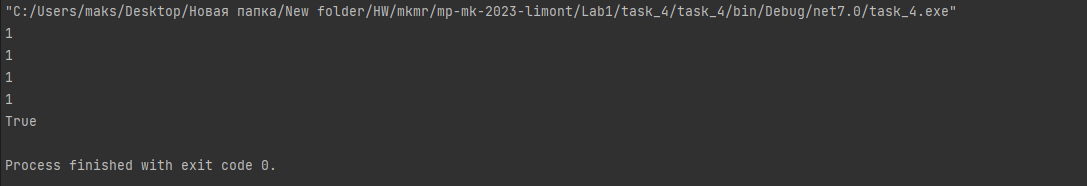 "C:/Users/maks/Desktop/Новая папка/New folder/HW/mkmr/mp-mk-2023-limont/Lab1/task_4/task_4/bin/Debug/net7.0/task_4.exe"
1
1
1
1
True
Process finished with exit code 0.